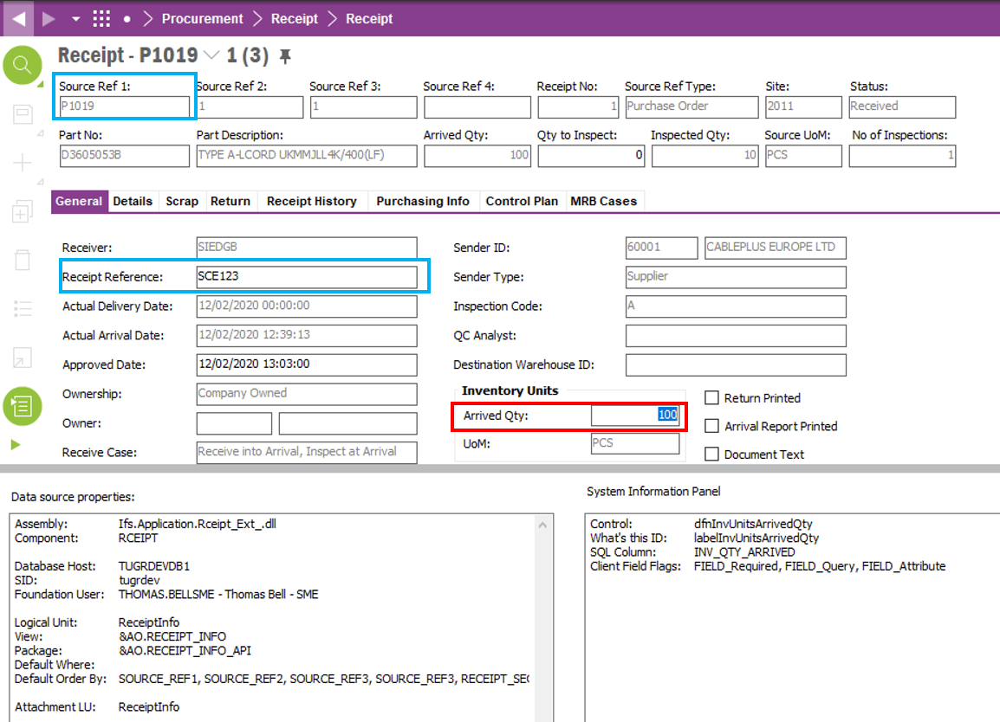 Procurement Receipt Receipt
Receipt - P1019 1 (3)
Source Ref 1: Source Ref 2: Source Ref 3: Source Ref 4: Receipt No: Source Ref Type: Site: Status:
P1019 1 1 1 Purchase Order 2011 Received
Part No: Part Description: Arrived Qty: Qty to Inspect: Inspected Qty: Source UoM: No of Inspections:
D3605053B TYPE A-LCORD UKMMJLL4K/400(LF) 100 0 10 PCS 1
General Details Scrap Return Receipt History Purchasing Info Control Plan MRB Cases
Receiver: SIEDGB Sender ID: 60001 CABLEPLUS EUROPE LTD
Receipt Reference: SCE123 Sender Type: Supplier
Actual Delivery Date: 12/02/2020 00:00:00 Inspection Code: A
Actual Arrival Date: 12/02/2020 12:39:13 QC Analyst:
Approved Date: 12/02/2020 13:03:00 Destination Warehouse ID:
Ownership: Company Owned Inventory Units Return Printed
Owner: Arrived Qty: 100 Arrival Report Printed
Receive Case: Receive into Arrival, Inspect at Arrival UoM: PCS Document Text
Data source properties: System Information Panel
Assembly: Ifs.Application.Rceipt_Ext_.dll Control: dfnInvUnitsArrivedQty
Component: RCEIPT What's this ID: labelInvUnitsArrivedQty
SQL Column: INV_QTY_ARRIVED
Database Host: TUGRDEVDB1 Client Field Flags: FIELD_Required, FIELD_Query, FIELD_Attribute
SID: tugrdev
Foundation User: THOMAS.BELLSME - Thomas Bell - SME
Logical Unit: ReceiptInfo
View: &AO.RECEIPT_INFO
Package: &AO.RECEIPT_INFO_API
Default Where:
Default Order By: SOURCE_REF1, SOURCE_REF2, SOURCE_REF3, SOURCE_REF3, RECEIPT_SE
Attachment LU: ReceiptInfo